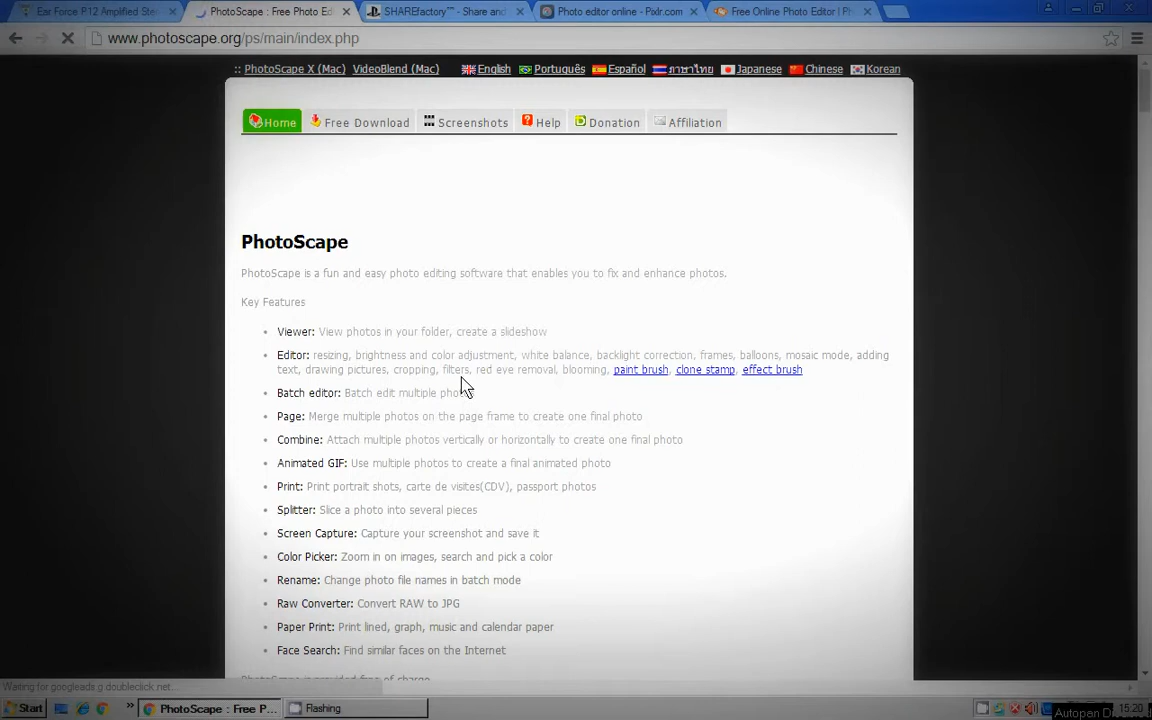 Ear Force P12 Amplified Ste
PhotoScape : Free Photo Ed
SHAREfactory™ - Share and
Photo editor online - Pixlr.com
Free Online Photo Editor | Ph
www.photoscape.org/ps/main/index.php
:: PhotoScape X (Mac) VideoBlend (Mac) English Português Español ภาษาไทย Japanese Chinese Korean
Home Free Download Screenshots Help Donation Affiliation
PhotoScape
PhotoScape is a fun and easy photo editing software that enables you to fix and enhance photos.
Key Features
Viewer: View photos in your folder, create a slideshow
Editor: resizing, brightness and color adjustment, white balance, backlight correction, frames, balloons, mosaic mode, adding
text, drawing pictures, cropping, filters, red eye removal, blooming, paint brush, clone stamp, effect brush
Batch editor: Batch edit multiple photos
Page: Merge multiple photos on the page frame to create one final photo
Combine: Attach multiple photos vertically or horizontally to create one final photo
Animated GIF: Use multiple photos to create a final animated photo
Print: Print portrait shots, carte de visites(CDV), passport photos
Splitter: Slice a photo into several pieces
Screen Capture: Capture your screenshot and save it
Color Picker: Zoom in on images, search and pick a color
Rename: Change photo file names in batch mode
Raw Converter: Convert RAW to JPG
Paper Print: Print lined, graph, music and calendar paper
Face Search: Find similar faces on the Internet
PhotoScape is provided free of charge
Waiting for googleads.g.doubleclick.net...
Start
PhotoScape : Free P...
Flashing
15:20
Autopen